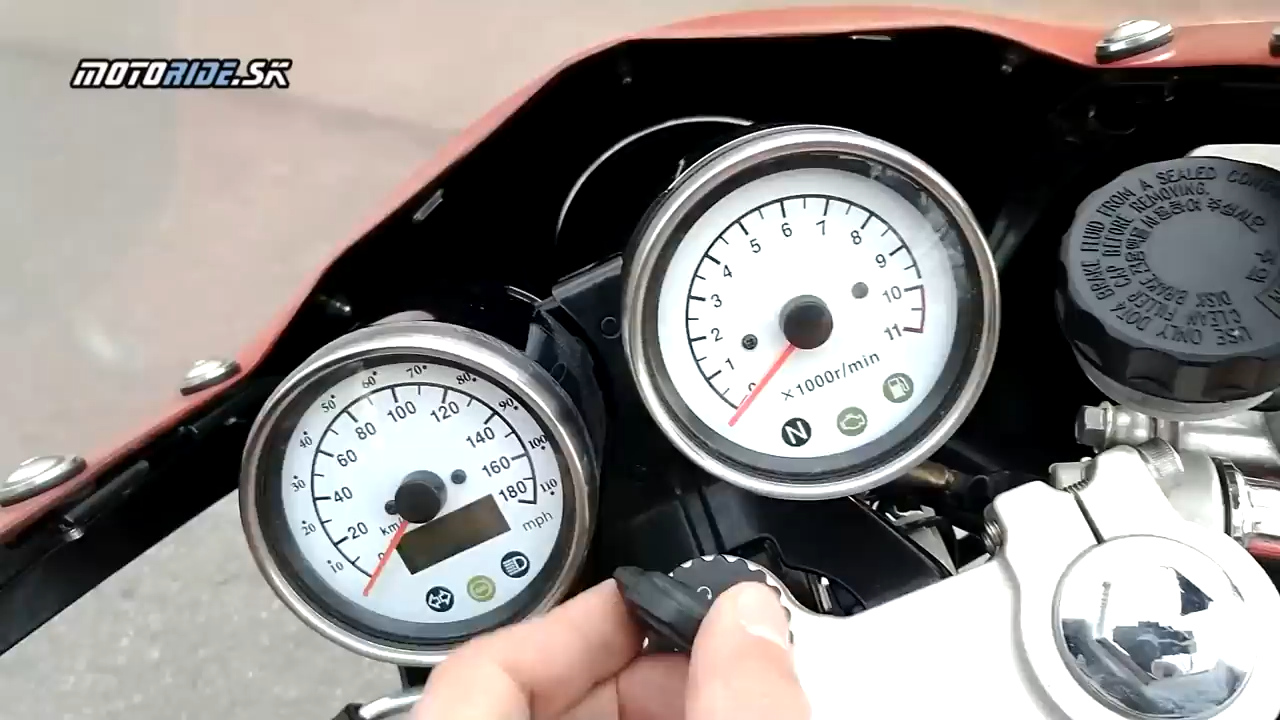 MOTORIDE.SK
0 1 2 3 4 5 6 7 8 9 10 11
×1000r/min
N
20 40 60 80 100 120 140 160 180
10 20 30 40 50 60 70 80 90 100 110
mph
USE ONLY DOT4 BRAKE FLUID FROM A SEALED
CLEAN FILLER CAP BEFORE REMOVING.